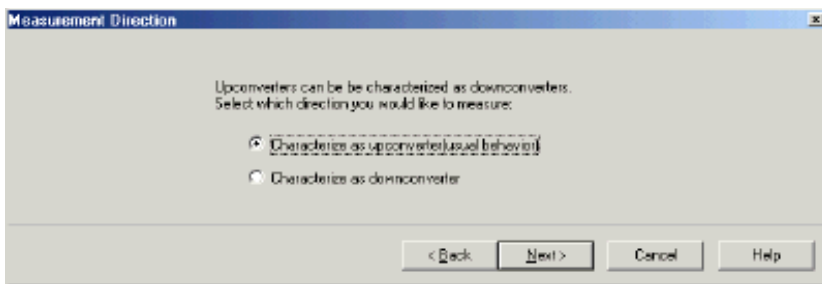 Measurement Direction
Upconverters can be be characterized as downconverters.
Select which direction you would like to measure:
Characterize as upconverter(usual behavior)
Characterize as downconverter
< Back Next > Cancel Help